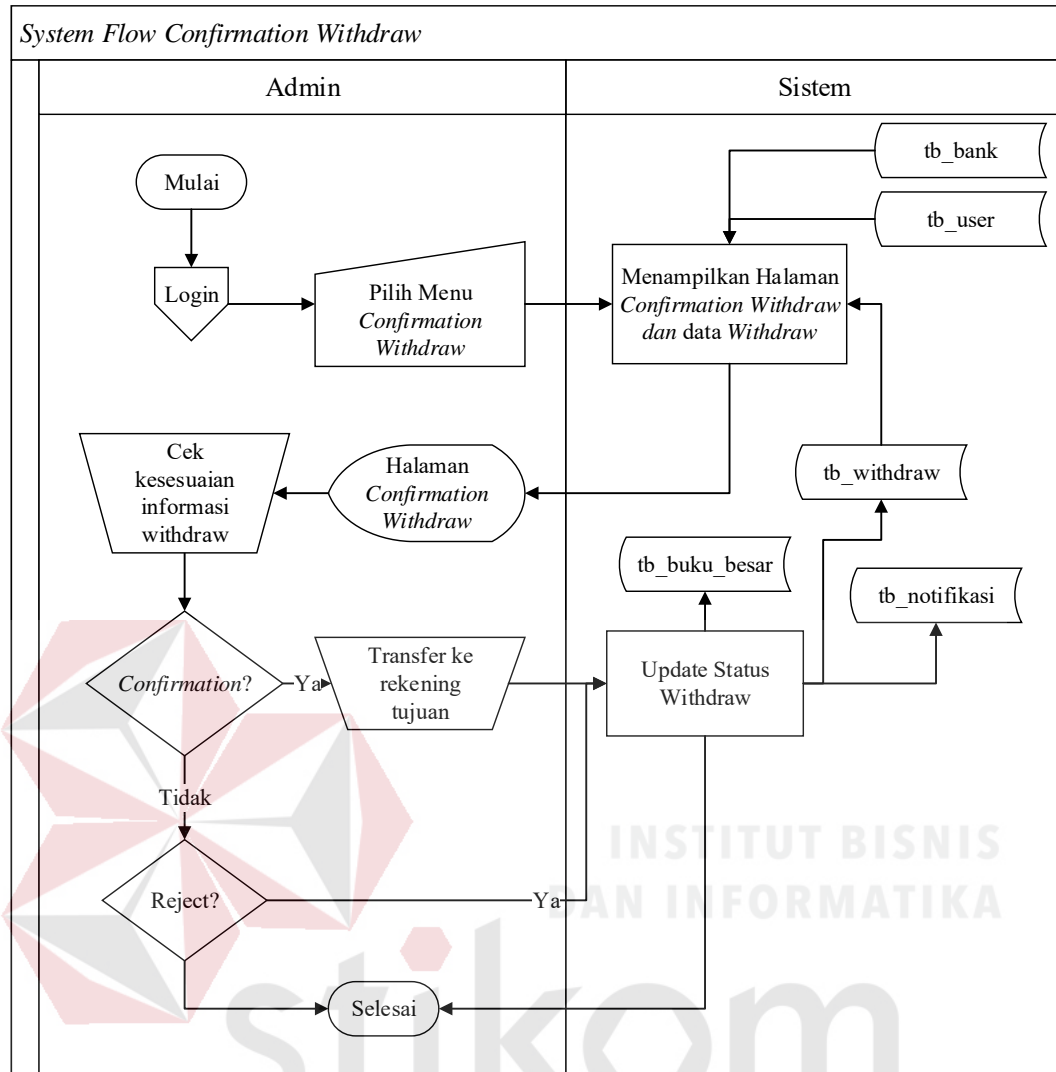 System Flow Confirmation Withdraw
Admin
Sistem
Mulai
tb_bank
tb_user
Login
Pilih Menu
Confirmation
Withdraw
Menampilkan Halaman
Confirmation Withdraw
dan data Withdraw
Cek
kesesuaian
informasi
withdraw
Halaman
Confirmation
Withdraw
tb_withdraw
tb_buku_besar
tb_notifikasi
Confirmation?
Ya
Transfer ke
rekening
tujuan
Update Status
Withdraw
Tidak
Reject?
Ya
Selesai
INSTITUT BISNIS
DAN INFORMATIKA
stikom